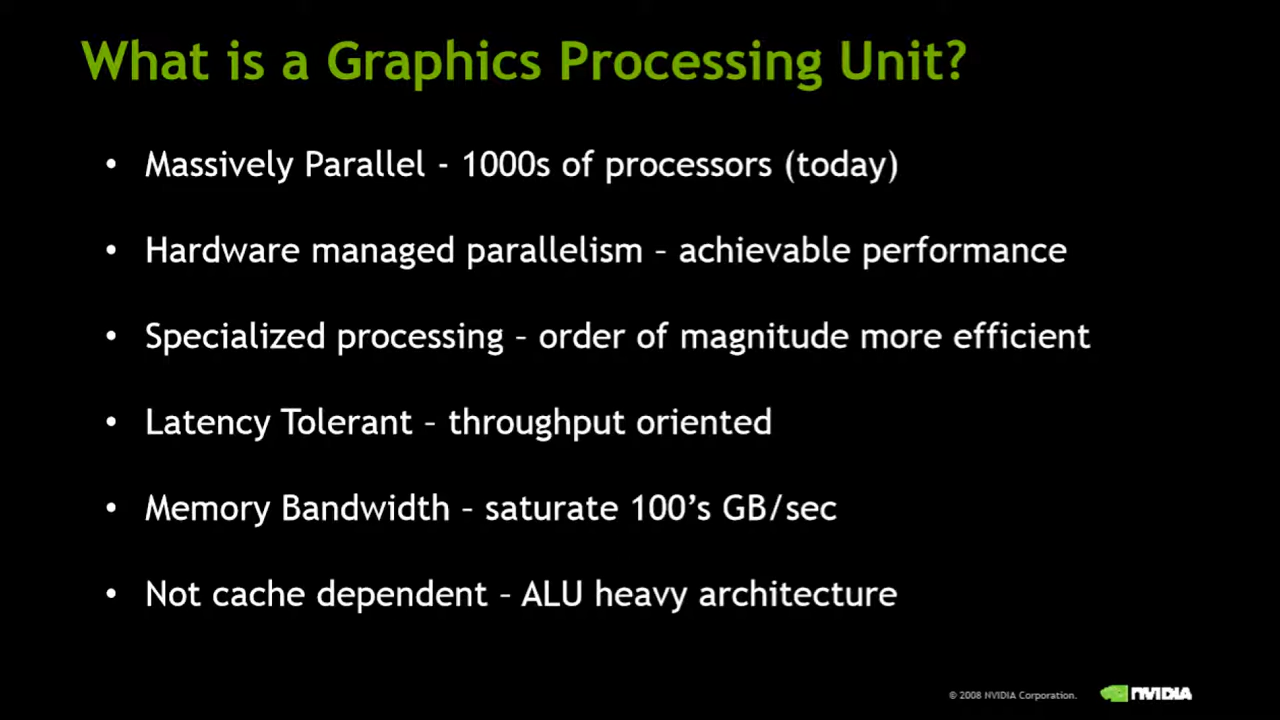 What is a Graphics Processing Unit?
• Massively Parallel - 1000s of processors (today)
• Hardware managed parallelism – achievable performance
• Specialized processing – order of magnitude more efficient
• Latency Tolerant – throughput oriented
• Memory Bandwidth – saturate 100’s GB/sec
• Not cache dependent – ALU heavy architecture
© 2008 NVIDIA Corporation.
NVIDIA